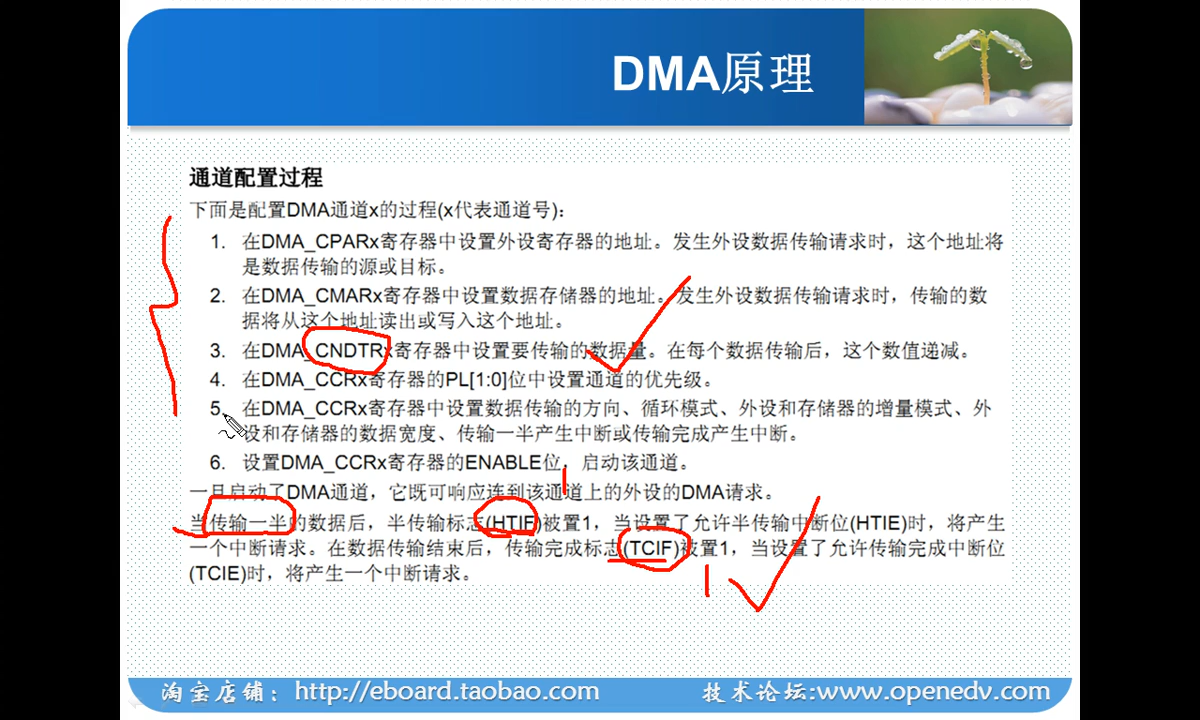 DMA原理
通道配置过程
下面是配置DMA通道x的过程(x代表通道号)：
1. 在DMA_CPARx寄存器中设置外设寄存器的地址。发生外设数据传输请求时，这个地址将
是数据传输的源或目标。
2. 在DMA_CMARx寄存器中设置数据存储器的地址。发生外设数据传输请求时，传输的数
据将从这个地址读出或写入这个地址。
3. 在DMA_CNDTRx寄存器中设置要传输的数据量。在每个数据传输后，这个数值递减。
4. 在DMA_CCRx寄存器的PL[1:0]位中设置通道的优先级。
5. 在DMA_CCRx寄存器中设置数据传输的方向、循环模式、外设和存储器的增量模式、外
设和存储器的数据宽度、传输一半产生中断或传输完成产生中断。
6. 设置DMA_CCRx寄存器的ENABLE位，启动该通道。
一旦启动了DMA通道，它既可响应连到该通道上的外设的DMA请求。
当传输一半的数据后，半传输标志(HTIF)被置1，当设置了允许半传输中断位(HTIE)时，将产生
一个中断请求。在数据传输结束后，传输完成标志(TCIF)被置1，当设置了允许传输完成中断位
(TCIE)时，将产生一个中断请求。
淘宝店铺：http://eboard.taobao.com
技术论坛:www.openedv.com